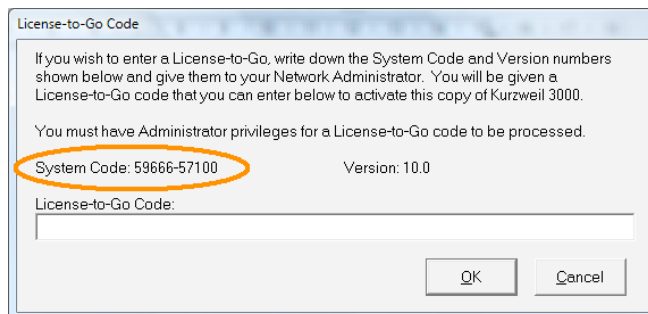 License-to-Go Code
If you wish to enter a License-to-Go, write down the System Code and Version numbers
shown below and give them to your Network Administrator. You will be given a
License-to-Go code that you can enter below to activate this copy of Kurzweil 3000.
You must have Administrator privileges for a License-to-Go code to be processed.
System Code: 59666-57100 Version: 10.0
License-to-Go Code:
OK Cancel